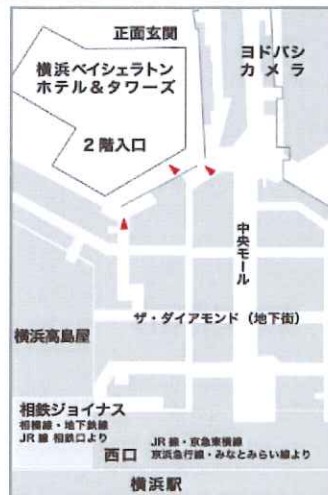 正面玄関
横浜ベイシェラトン
ホテル&タワーズ
ヨドバシ
カメラ
2階入口
中央モール
ザ・ダイアモンド（地下街）
横浜高島屋
相鉄ジョイナス
相模線・地下鉄線
JR線 相鉄口より
西口
JR線・京急東横線
京浜急行線・みなとみらい線より
横浜駅